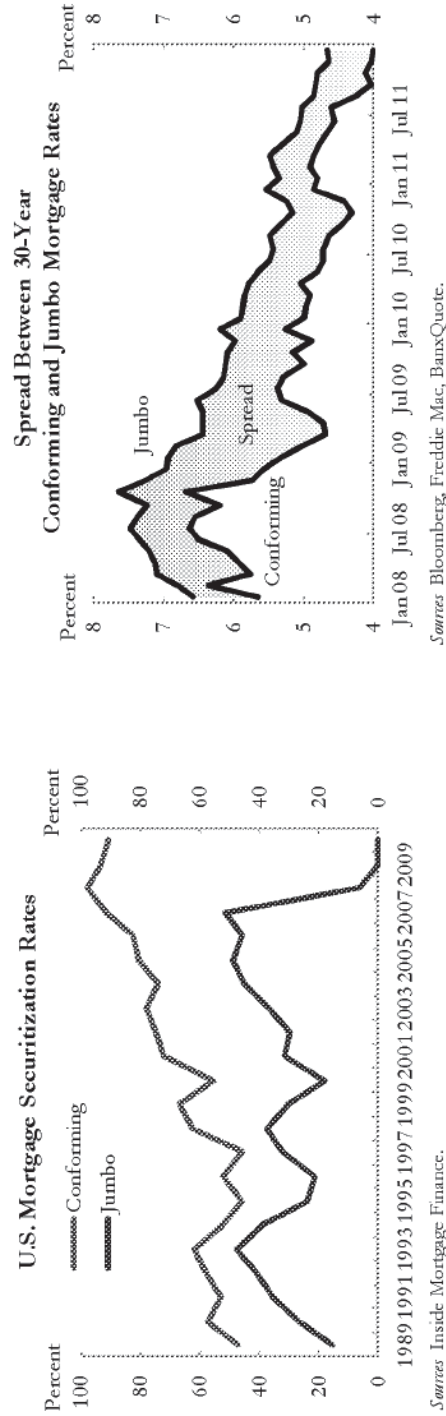 U.S. Mortgage Securitization Rates
Percent
Percent
100
80
60
40
20
0
100
80
60
40
20
0
Conforming
Jumbo
1989 1991 1993 1995 1997 1999 2001 2003 2005 2007 2009
Sources Inside Mortgage Finance.
Spread Between 30-Year
Conforming and Jumbo Mortgage Rates
Percent
Percent
8
7
6
5
4
8
7
6
5
4
Jumbo
Spread
Conforming
Jan 08 Jul 08 Jan 09 Jul 09 Jan 10 Jul 10 Jan 11 Jul 11
Sources Bloomberg, Freddie Mac, BanxQuote.